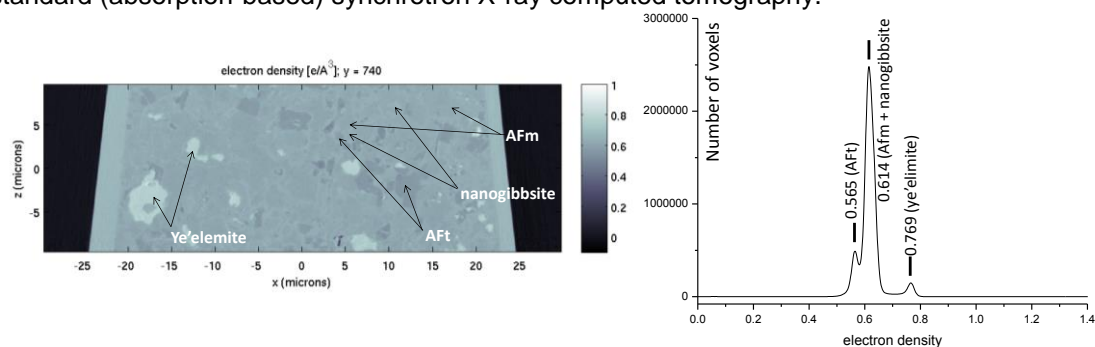 standard (absorption-based) synchrotron X-ray computed tomography.
electron density [e/A^3]; y = 740
z (microns)
5
0
-5
-25 -20 -15 -10 -5 0 5 10 15 20 25
x (microns)
1
0.8
0.6
0.4
0.2
0
AFm
nanogibbsite
AFt
Ye'elemite
3000000
2000000
1000000
0
Number of voxels
0.565 (AFt)
0.614 (Afm + nanogibbsite)
0.769 (ye'elimite)
0.0 0.2 0.4 0.6 0.8 1.0 1.2 1.4
electron density